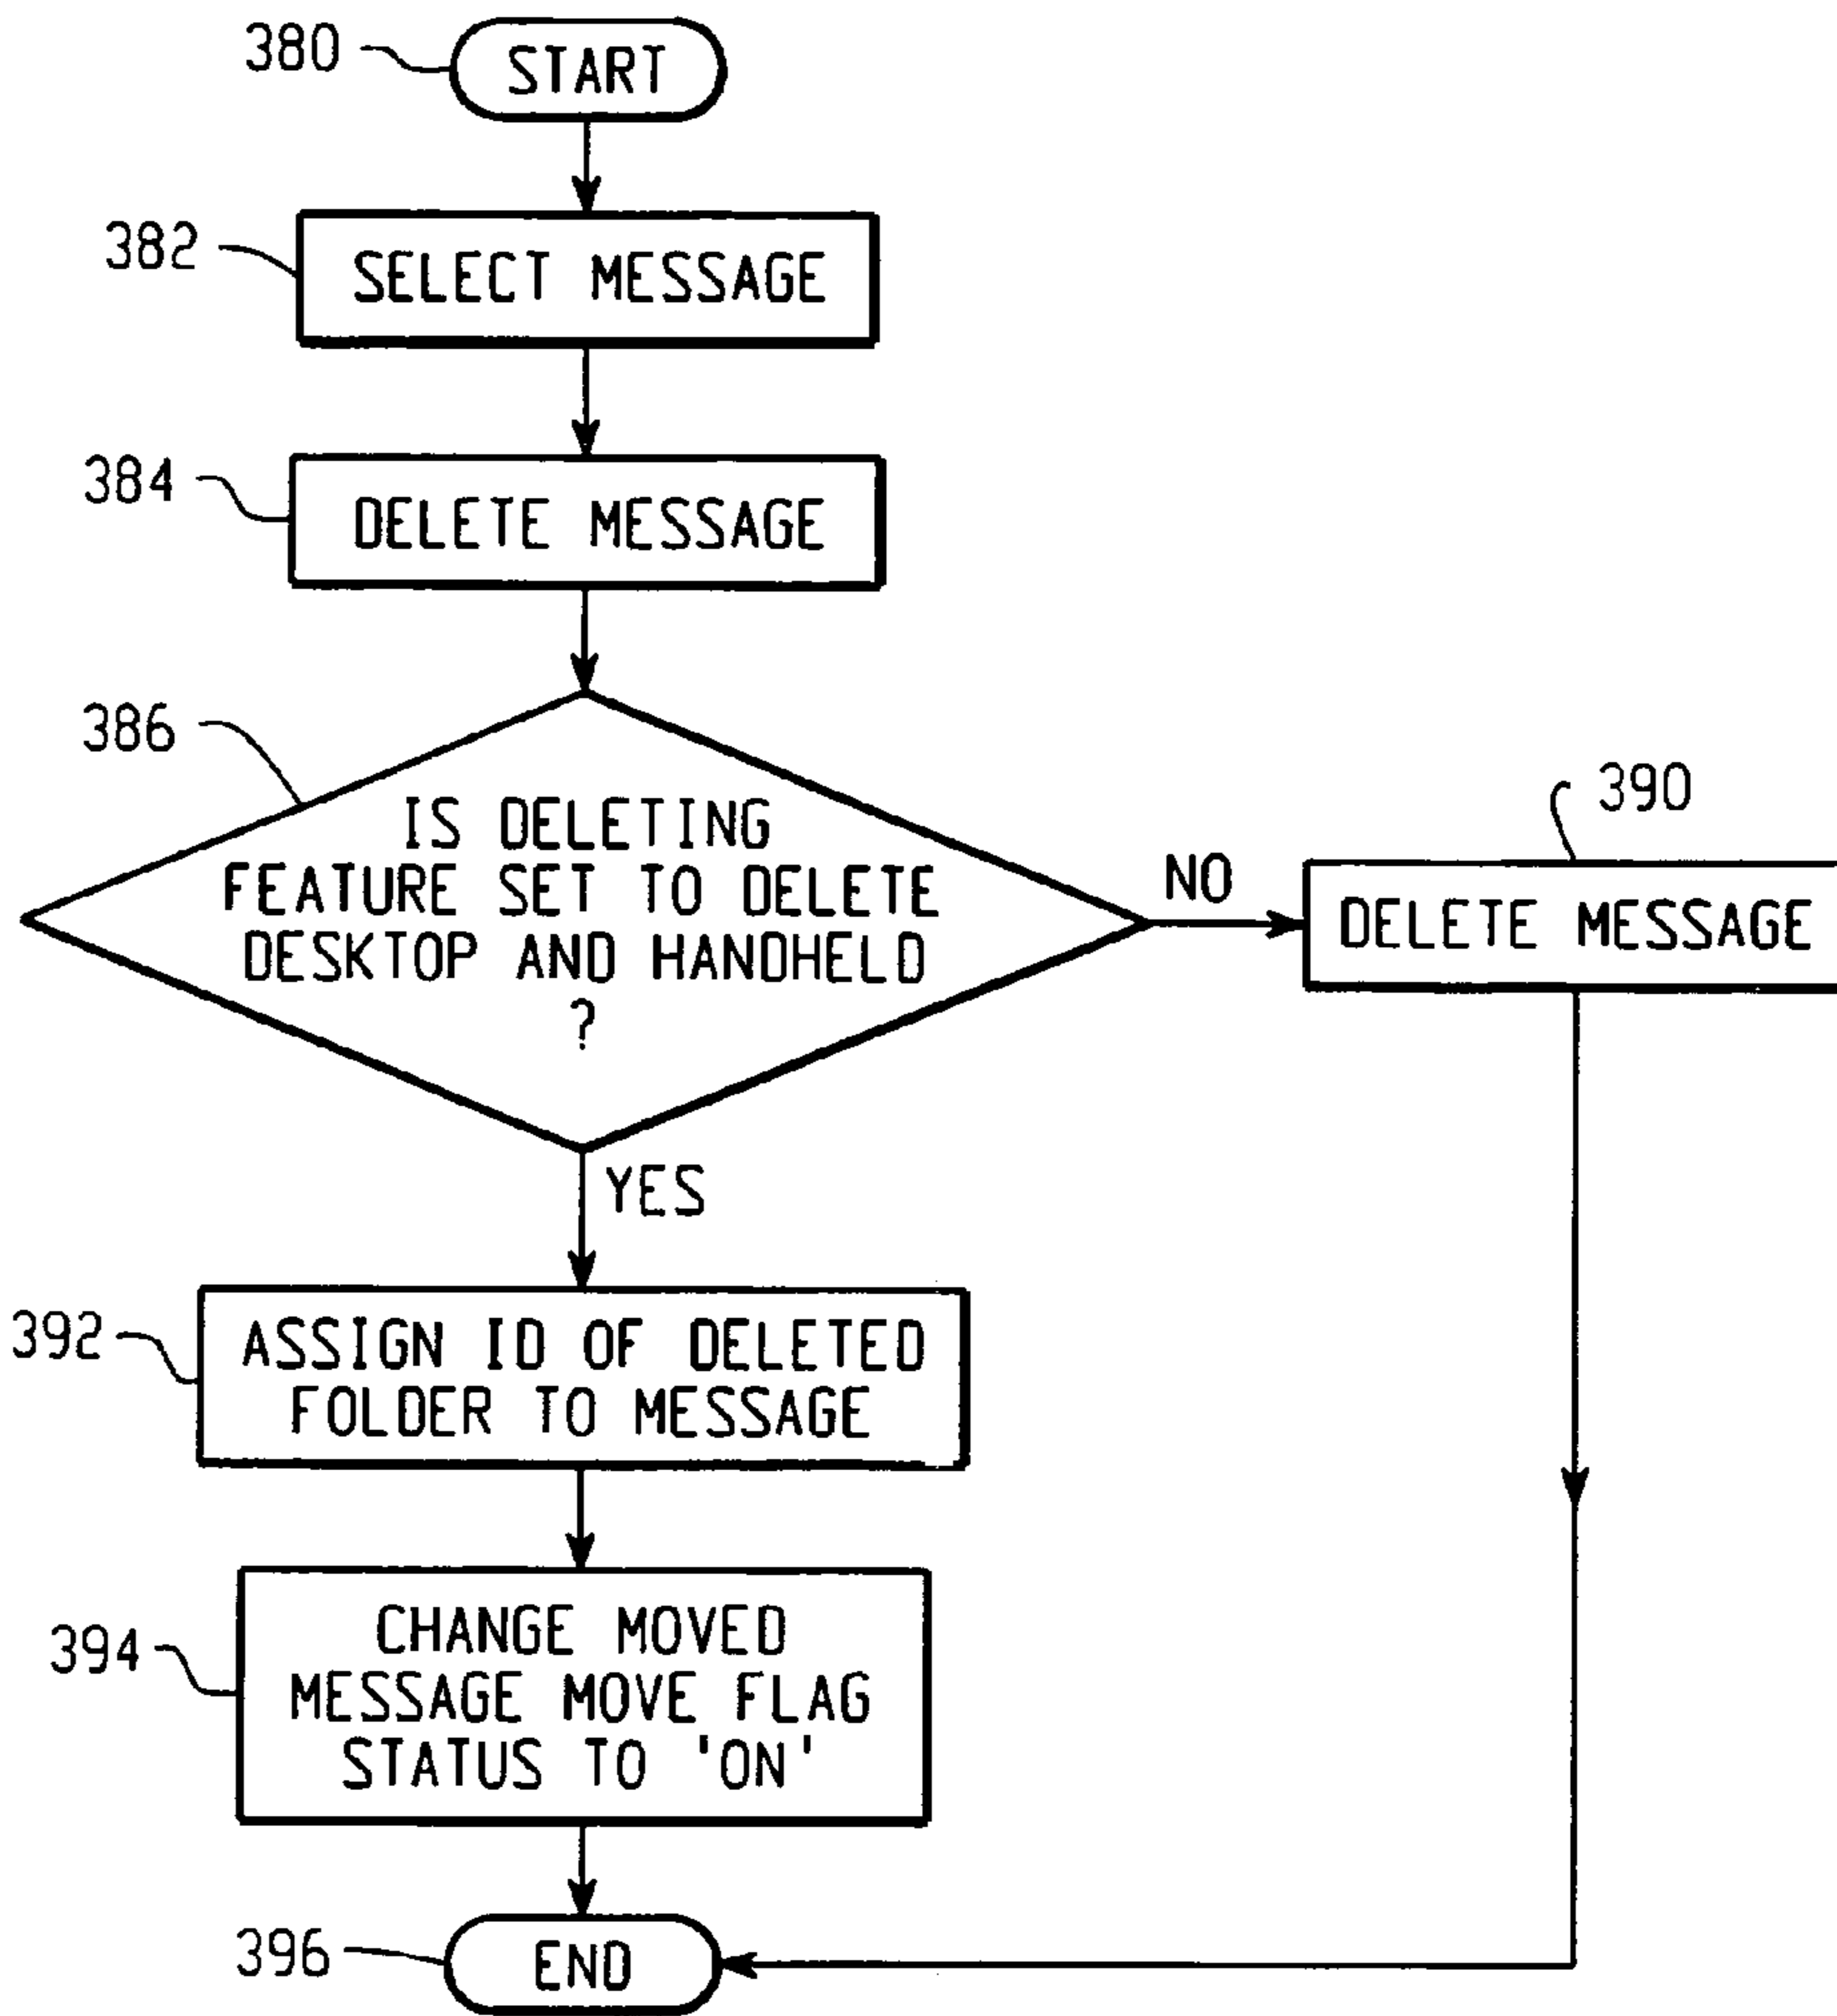 380
START
382
SELECT MESSAGE
384
DELETE MESSAGE
386
IS DELETING
FEATURE SET TO DELETE
DESKTOP AND HANDHELD
?
NO
390
DELETE MESSAGE
YES
392
ASSIGN ID OF DELETED
FOLDER TO MESSAGE
394
CHANGE MOVED
MESSAGE MOVE FLAG
STATUS TO 'ON'
396
END